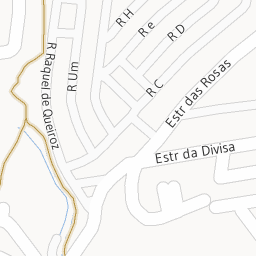 R H
R e
R D
R Um
R C
R Raquel de Queiroz
Estr das Rosas
Estr da Divisa